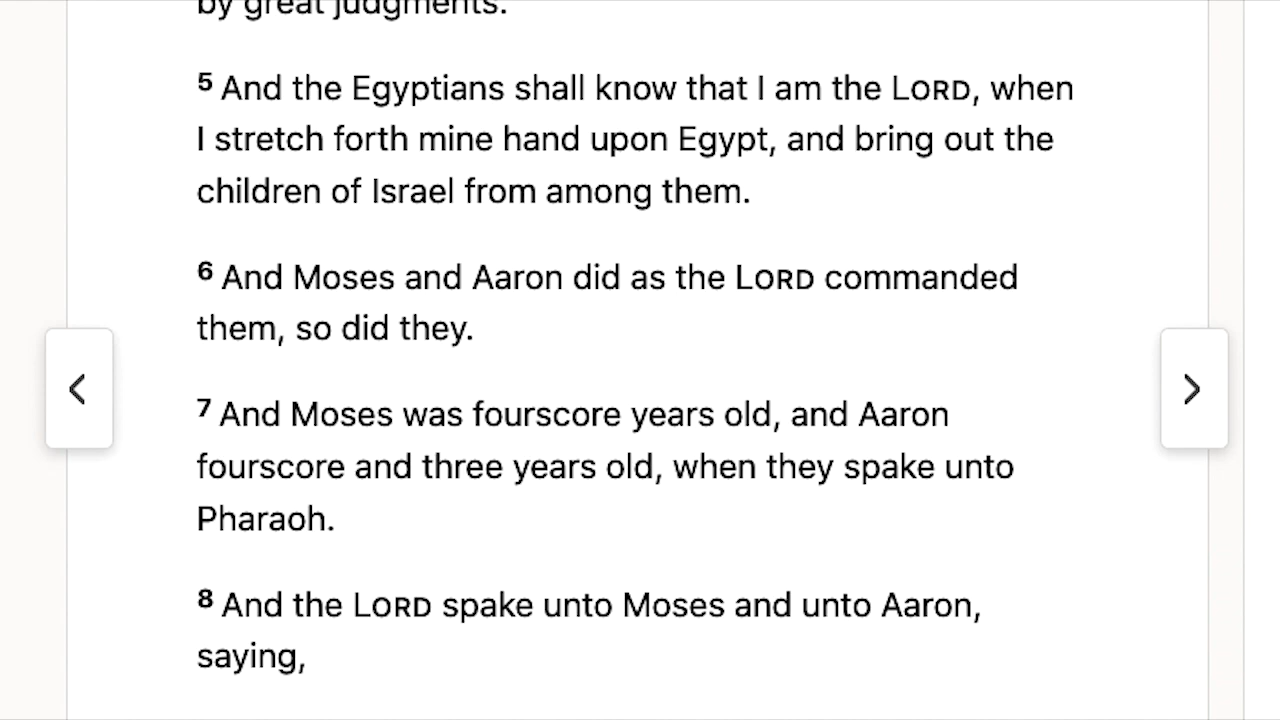 by great judgments.
5 And the Egyptians shall know that I am the LORD, when
I stretch forth mine hand upon Egypt, and bring out the
children of Israel from among them.
6 And Moses and Aaron did as the LORD commanded
them, so did they.
7 And Moses was fourscore years old, and Aaron
fourscore and three years old, when they spake unto
Pharaoh.
8 And the LORD spake unto Moses and unto Aaron,
saying,